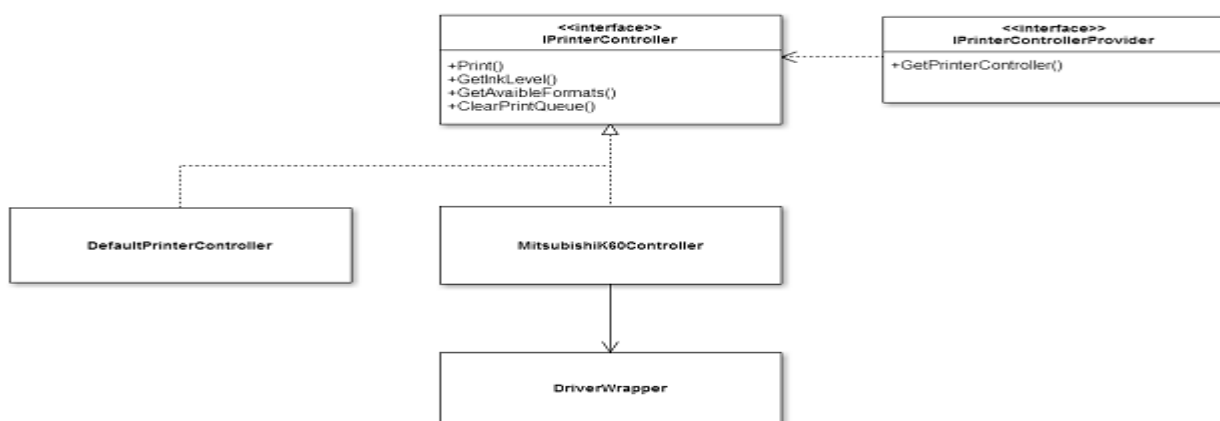 <<interface>>
IPrinterController
+Print()
+GetInkLevel()
+GetAvaibleFormats()
+ClearPrintQueue()
<<interface>>
IPrinterControllerProvider
+GetPrinterController()
DefaultPrinterController
MitsubishiK60Controller
DriverWrapper